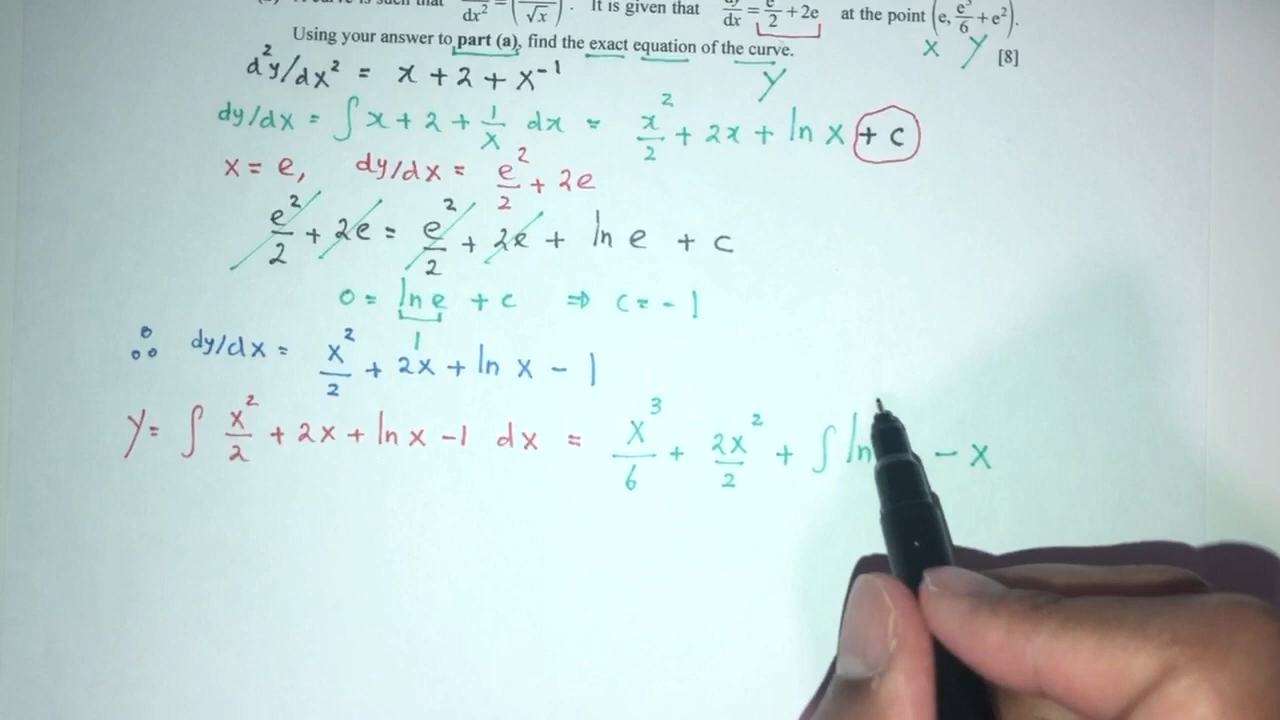 dx² = ( √x ) . It is given that dy/dx = e²/2 + 2e at the point (e, e³/6 + e²).
Using your answer to part (a), find the exact equation of the curve.
x y [8]
d²y/dx² = x + 2 + x⁻¹ y
dy/dx = ∫ x + 2 + 1/x dx = x²/2 + 2x + ln x + c
x = e, dy/dx = e²/2 + 2e
e²/2 + 2e = e²/2 + 2e + ln e + c
0 = ln e + c ⇒ c = - 1
1
∴ dy/dx = x²/2 + 2x + ln x - 1
y = ∫ x²/2 + 2x + ln x - 1 dx = x³/6 + 2x²/2 + ∫ ln - x